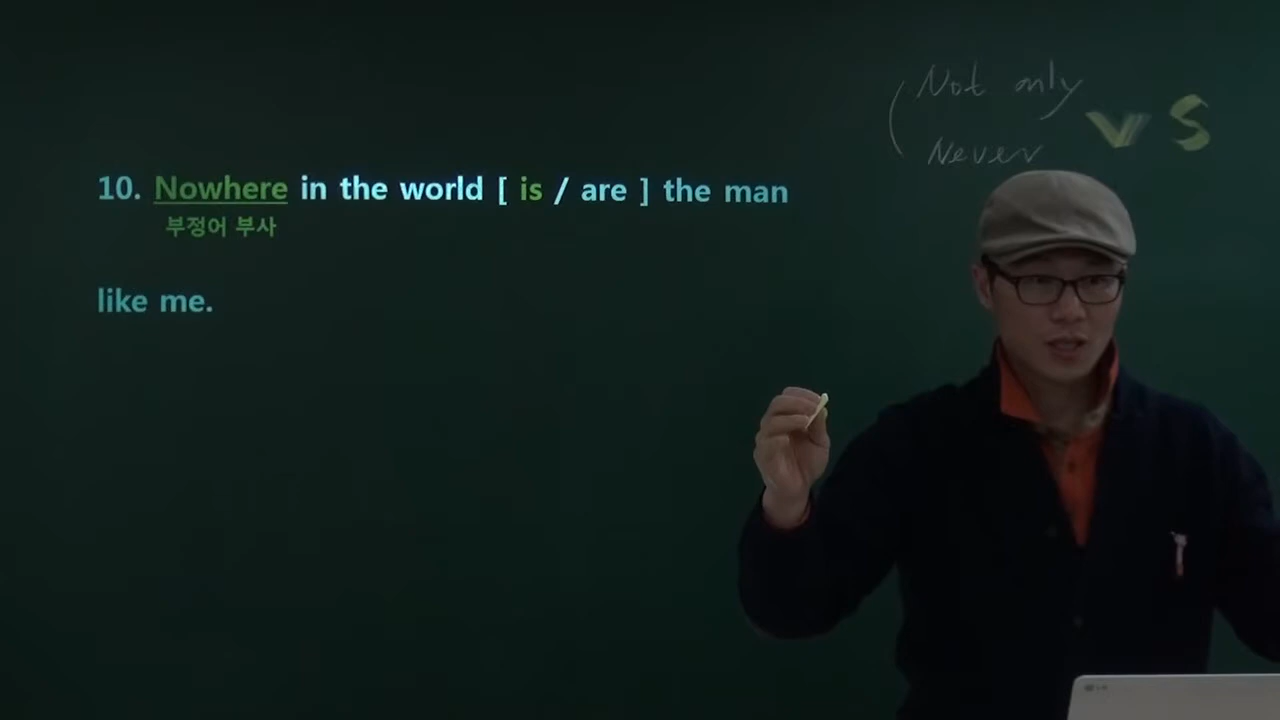 Not only
Never
VS
10. Nowhere in the world [ is / are ] the man
부정어 부사
like me.